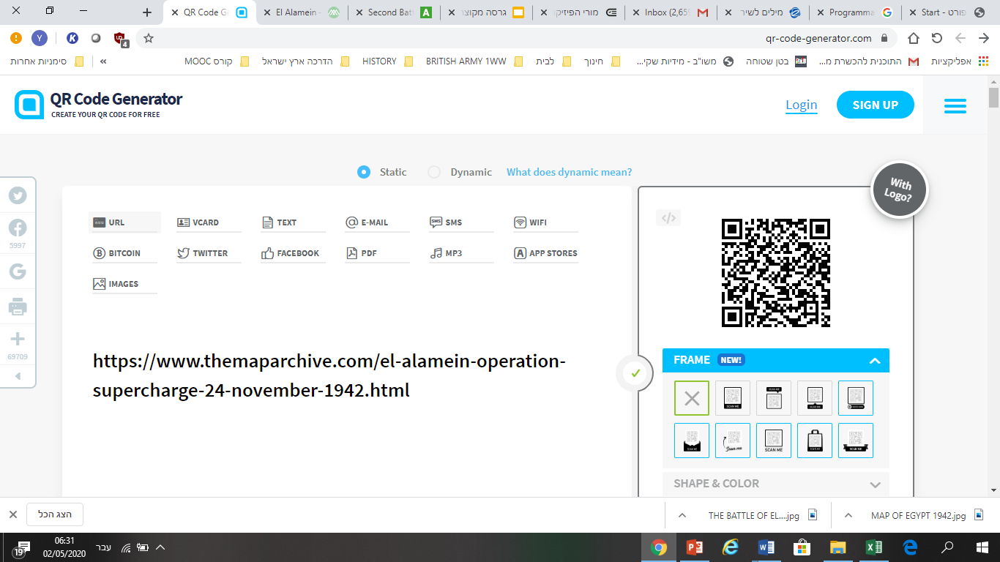 QR Code Ge
El Alamein -
Second Batt
גרסה מקוצר
מורי הפיזיקה
Inbox (2,655
מילים לשיר
Programma
Start - פורט
qr-code-generator.com
אפליקציות
התוכנית להכשרת מ...
בטן שטוחה
משו"ב - מידיות שקי...
חינוך
לבית
BRITISH ARMY 1WW
HISTORY
הדרכה ארץ ישראל
קורס MOOC
«
סימניות אחרות
QR Code Generator
CREATE YOUR QR CODE FOR FREE
Login
SIGN UP
Static
Dynamic
What does dynamic mean?
With
Logo?
URL
VCARD
TEXT
E-MAIL
SMS
WIFI
BITCOIN
TWITTER
FACEBOOK
PDF
MP3
APP STORES
IMAGES
5997
69709
https://www.themaparchive.com/el-alamein-operation-
supercharge-24-november-1942.html
FRAME NEW!
SCAN ME
SHAPE & COLOR
הצג הכל
THE BATTLE OF EL....jpg
MAP OF EGYPT 1942.jpg
19
06:31
02/05/2020
עבר